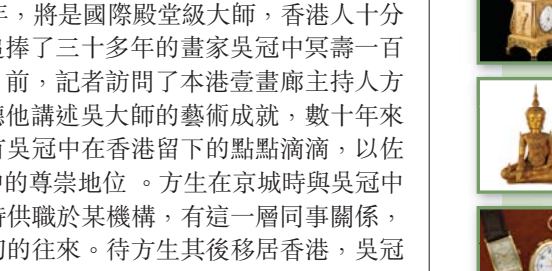 年，將是國際殿堂級大師，香港人十分
追捧了三十多年的畫家吳冠中冥壽一百
前，記者訪問了本港壹畫廊主持人方
聽他講述吳大師的藝術成就，數十年來
有吳冠中在香港留下的點點滴滴，以佐
中的尊崇地位 。方生在京城時與吳冠中
時供職於某機構，有這一層同事關係，
切的往來。待方生其後移居香港，吳冠